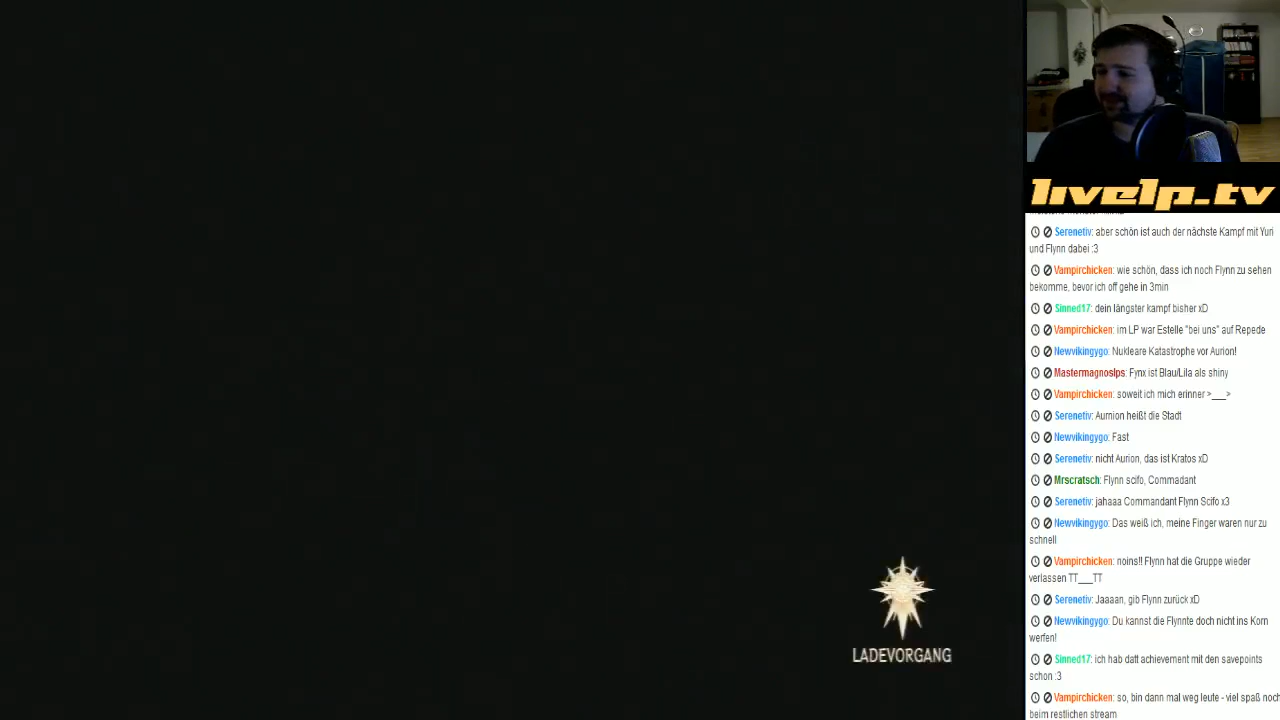 livelp.tv
Serenetiv: aber schön ist auch der nächste Kampf mit Yuri
und Flynn dabei :3
Vampirchicken: wie schön, dass ich noch Flynn zu sehen
bekomme, bevor ich off gehe in 3min
Sinned17: dein längster kampf bisher xD
Vampirchicken: im LP war Estelle "bei uns" auf Repede
Newvikingygo: Nukleare Katastrophe vor Aurion!
Mastermagnoslps: Fynx ist Blau/Lila als shiny
Vampirchicken: soweit ich mich erinner >___>
Serenetiv: Aurnion heißt die Stadt
Newvikingygo: Fast
Serenetiv: nicht Aurion, das ist Kratos xD
Mrscratsch: Flynn scifo, Commadant
Serenetiv: jahaaa Commandant Flynn Scifo x3
Newvikingygo: Das weiß ich, meine Finger waren nur zu
schnell
Vampirchicken: noins!! Flynn hat die Gruppe wieder
verlassen TT___TT
Serenetiv: Jaaaan, gib Flynn zurück xD
Newvikingygo: Du kannst die Flynnte doch nicht ins Korn
werfen!
Sinned17: ich hab datt achievement mit den savepoints
schon :3
Vampirchicken: so, bin dann mal weg leute - viel spaß noch
beim restlichen stream
LADEVORGANG